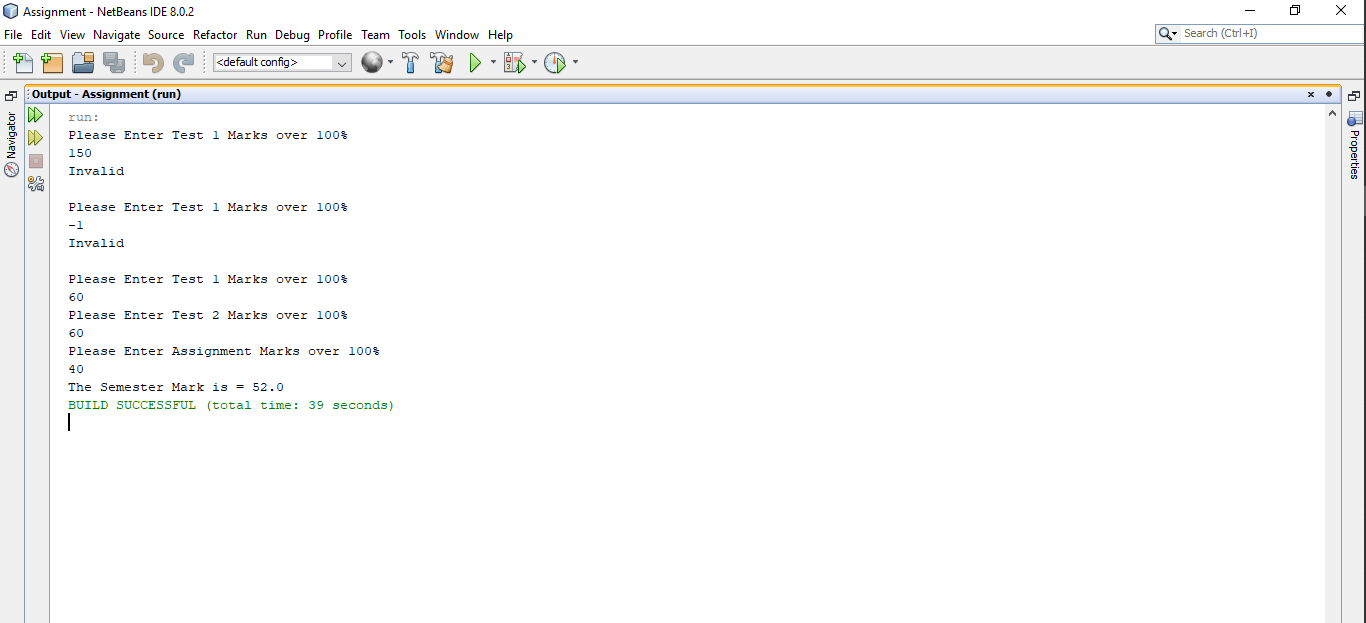 Assignment - NetBeans IDE 8.0.2
File Edit View Navigate Source Refactor Run Debug Profile Team Tools Window Help
Search (Ctrl+I)
<default config>
Output - Assignment (run)
Navigator
Properties
run:
Please Enter Test 1 Marks over 100%
150
Invalid
Please Enter Test 1 Marks over 100%
-1
Invalid
Please Enter Test 1 Marks over 100%
60
Please Enter Test 2 Marks over 100%
60
Please Enter Assignment Marks over 100%
40
The Semester Mark is = 52.0
BUILD SUCCESSFUL (total time: 39 seconds)